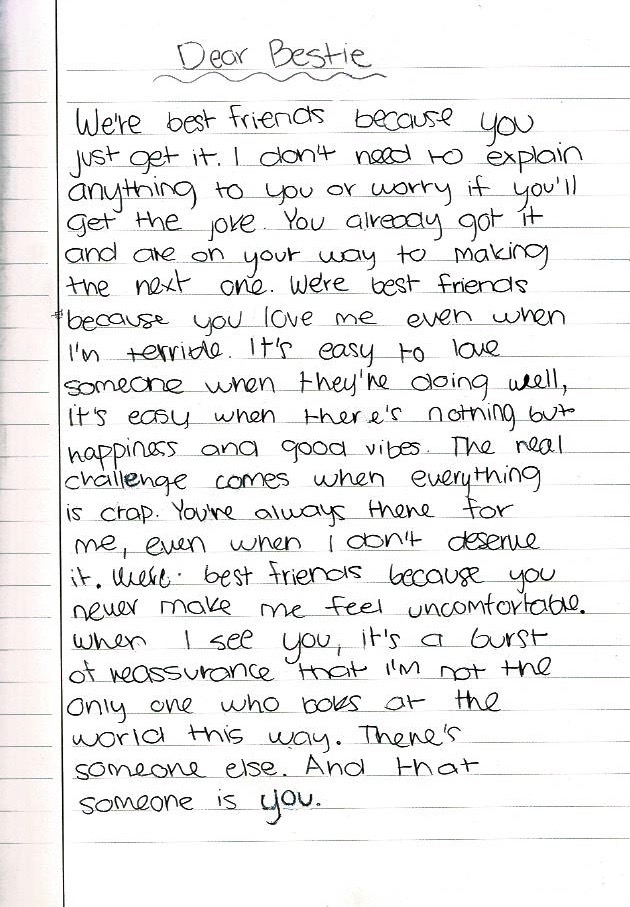 Dear Bestie
We're best friends because you
just get it. I don't need to explain
anything to you or worry if you'll
get the joke. You already got it
and are on your way to making
the next one. We're best friends
because you love me even when
I'm terrible. It's easy to love
someone when they're doing well,
it's easy when there's nothing but
happiness and good vibes. The real
challenge comes when everything
is crap. You're always there for
me, even when I don't deserve
it. We're best friends because you
never make me feel uncomfortable.
When I see you, it's a burst
of reassurance that I'm not the
only one who looks at the
world this way. There's
someone else. And that
someone is you.